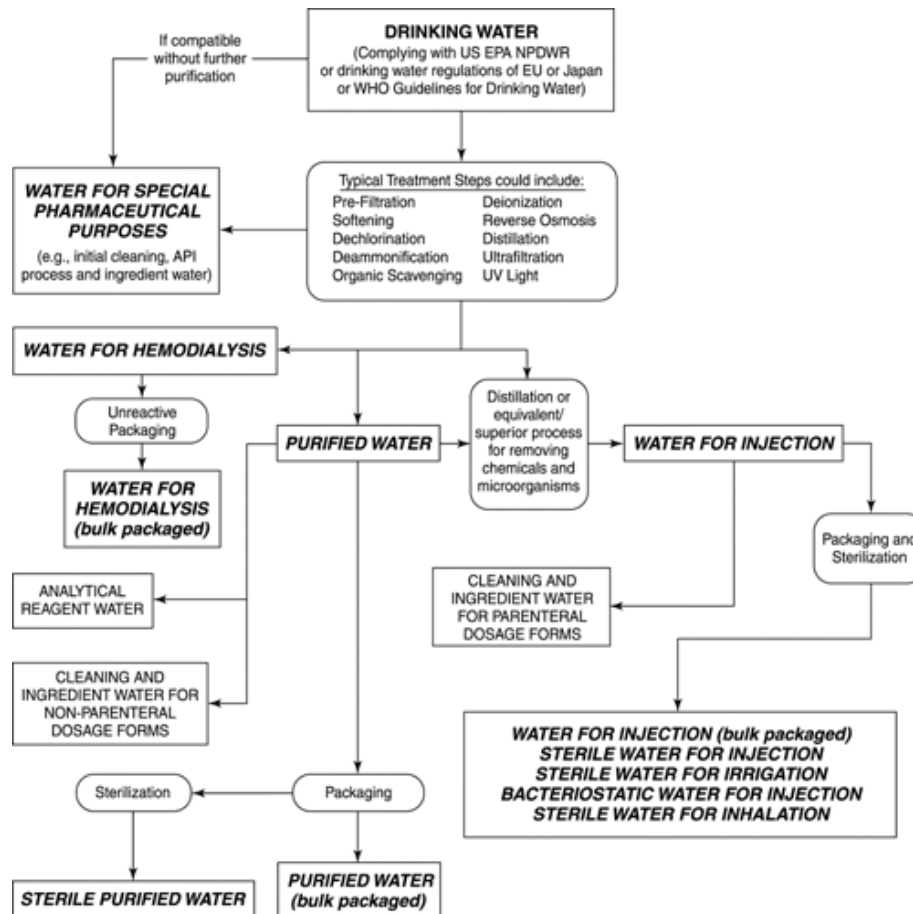 DRINKING WATER
(Complying with US EPA NPDWR
or drinking water regulations of EU or Japan
or WHO Guidelines for Drinking Water)
If compatible
without further
purification
Typical Treatment Steps could include:
Pre-Filtration Deionization
Softening Reverse Osmosis
Dechlorination Distillation
Deammonification Ultrafiltration
Organic Scavenging UV Light
WATER FOR SPECIAL
PHARMACEUTICAL
PURPOSES
(e.g., initial cleaning, API
process and ingredient water)
WATER FOR HEMODIALYSIS
Unreactive
Packaging
WATER FOR
HEMODIALYSIS
(bulk packaged)
PURIFIED WATER
Distillation or
equivalent/
superior process
for removing
chemicals and
microorganisms
WATER FOR INJECTION
Packaging and
Sterilization
ANALYTICAL
REAGENT WATER
CLEANING AND
INGREDIENT WATER
FOR PARENTERAL
DOSAGE FORMS
CLEANING AND
INGREDIENT WATER FOR
NON-PARENTERAL
DOSAGE FORMS
WATER FOR INJECTION (bulk packaged)
STERILE WATER FOR INJECTION
STERILE WATER FOR IRRIGATION
BACTERIOSTATIC WATER FOR INJECTION
STERILE WATER FOR INHALATION
Sterilization
Packaging
STERILE PURIFIED WATER
PURIFIED WATER
(bulk packaged)